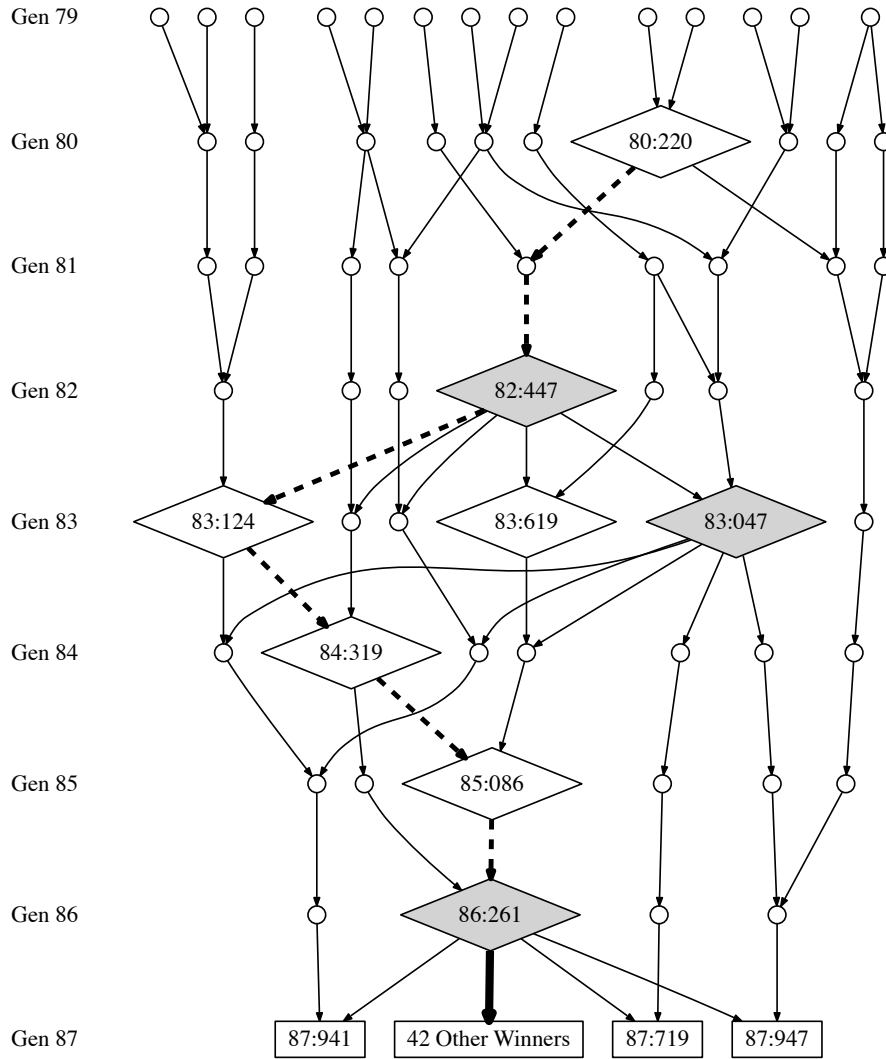 Gen 79
Gen 80
80:220
Gen 81
Gen 82
82:447
Gen 83
83:124
83:619
83:047
Gen 84
84:319
Gen 85
85:086
Gen 86
86:261
Gen 87
87:941
42 Other Winners
87:719
87:947